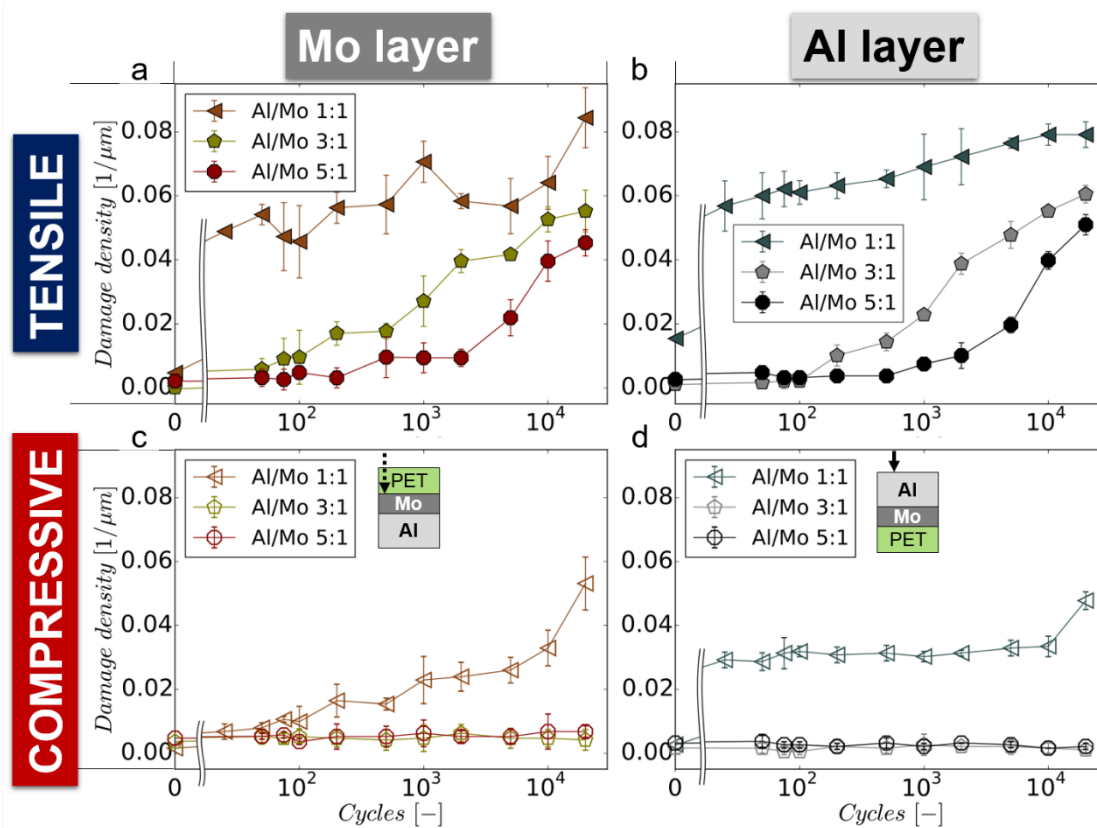 Mo layer
Al layer
TENSILE
COMPRESSIVE
a
Damage density [1/μm]
0.08
0.06
0.04
0.02
0.00
Al/Mo 1:1
Al/Mo 3:1
Al/Mo 5:1
0
10²
10³
10⁴
b
0.08
0.06
0.04
0.02
0.00
Al/Mo 1:1
Al/Mo 3:1
Al/Mo 5:1
0
10²
10³
10⁴
c
Damage density [1/μm]
0.08
0.06
0.04
0.02
0.00
Al/Mo 1:1
Al/Mo 3:1
Al/Mo 5:1
PET
Mo
Al
0
10²
10³
10⁴
Cycles [−]
d
0.08
0.06
0.04
0.02
0.00
Al/Mo 1:1
Al/Mo 3:1
Al/Mo 5:1
Al
Mo
PET
0
10²
10³
10⁴
Cycles [−]